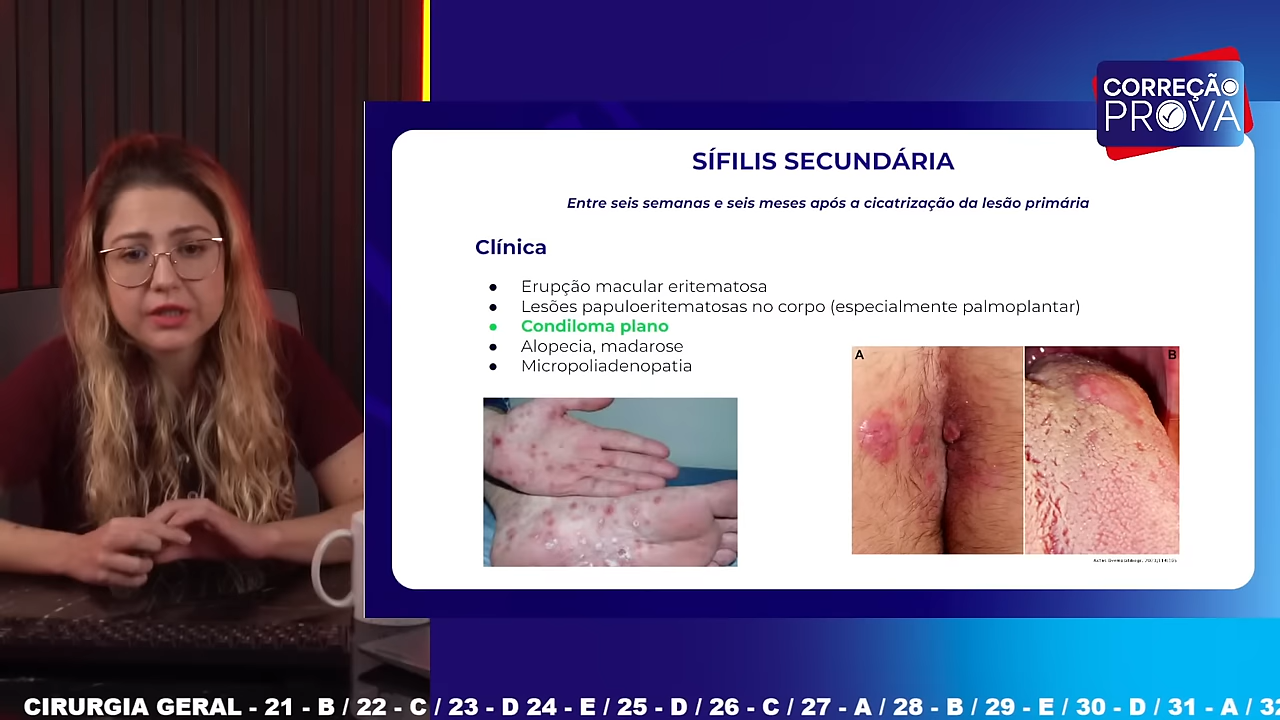 CORREÇÃO
PROVA
SÍFILIS SECUNDÁRIA
Entre seis semanas e seis meses após a cicatrização da lesão primária
Clínica
● Erupção macular eritematosa
● Lesões papuloeritematosas no corpo (especialmente palmoplantar)
● Condiloma plano
● Alopecia, madarose
● Micropoliadenopatia
A
B
CIRURGIA GERAL - 21 - B / 22 - C / 23 - D 24 - E / 25 - D / 26 - C / 27 - A / 28 - B / 29 - E / 30 - D / 31 - A / 32